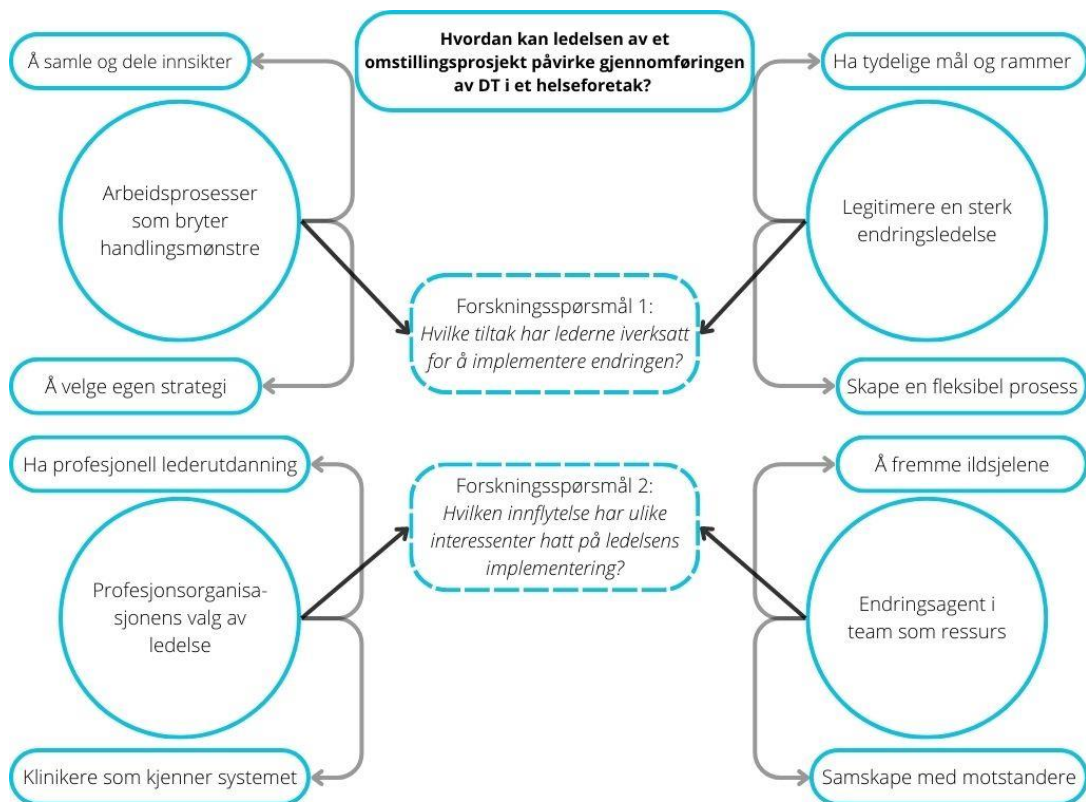 Hvordan kan ledelsen av et
omstillingsprosjekt påvirke gjennomføringen
av DT i et helseforetak?
Å samle og dele innsikter
Ha tydelige mål og rammer
Arbeidsprosesser
som bryter
handlingsmønstre
Legitimere en sterk
endringsledelse
Forskningsspørsmål 1:
Hvilke tiltak har lederne iverksatt
for å implementere endringen?
Å velge egen strategi
Skape en fleksibel prosess
Ha profesjonell lederutdanning
Å fremme ildsjelene
Forskningsspørsmål 2:
Hvilken innflytelse har ulike
interessenter hatt på ledelsens
implementering?
Profesjonsorganisa-
sjonens valg av
ledelse
Endringsagent i
team som ressurs
Klinikere som kjenner systemet
Samskape med motstandere